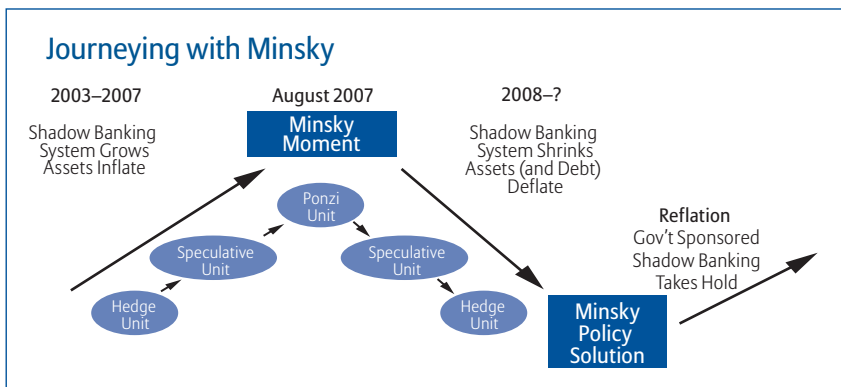 Journeying with Minsky
2003–2007
Shadow Banking
System Grows
Assets Inflate
August 2007
Minsky
Moment
2008–?
Shadow Banking
System Shrinks
Assets (and Debt)
Deflate
Ponzi
Unit
Speculative
Unit
Speculative
Unit
Hedge
Unit
Hedge
Unit
Minsky
Policy
Solution
Reflation
Gov't Sponsored
Shadow Banking
Takes Hold